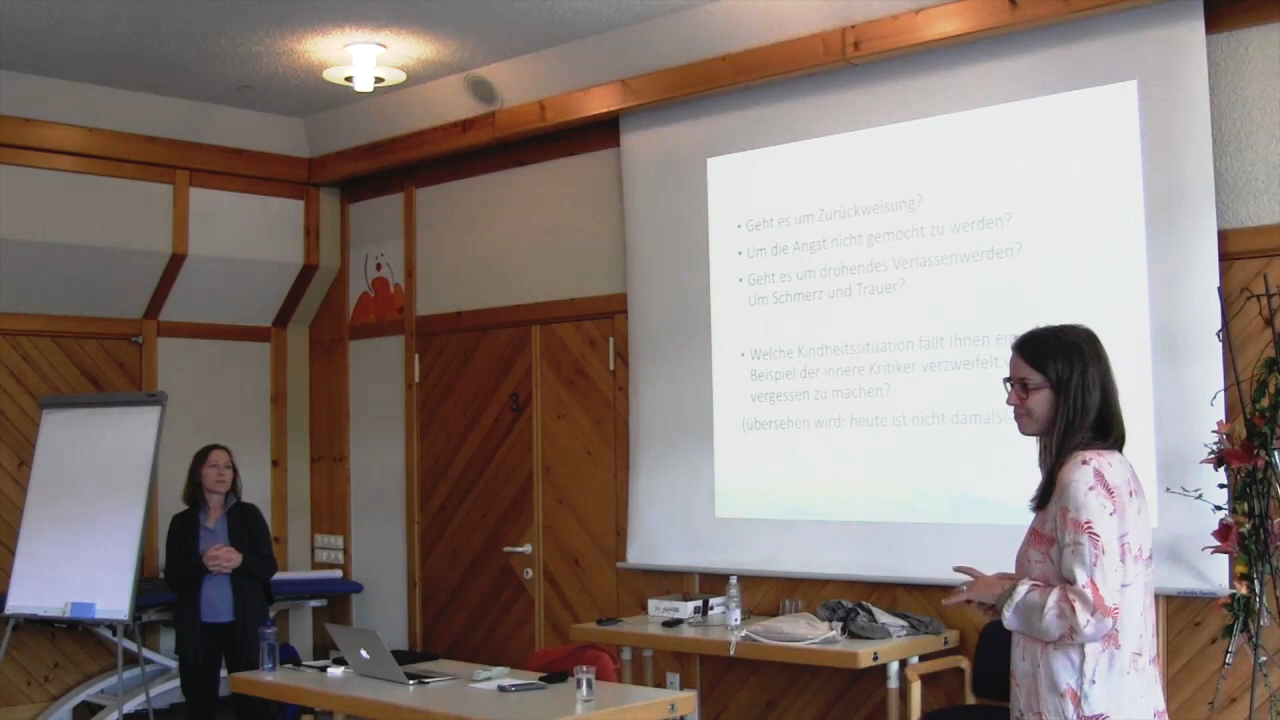 • Geht es um Zurückweisung?
• Um die Angst nicht gemocht zu werden?
• Geht es um drohendes Verlassenwerden?
Um Schmerz und Trauer?
• Welche Kindheitssituation fällt Ihnen
Beispiel der innere Kritiker verzweifelt
vergessen zu machen?
(übersehen wird: heute ist nicht damals
3